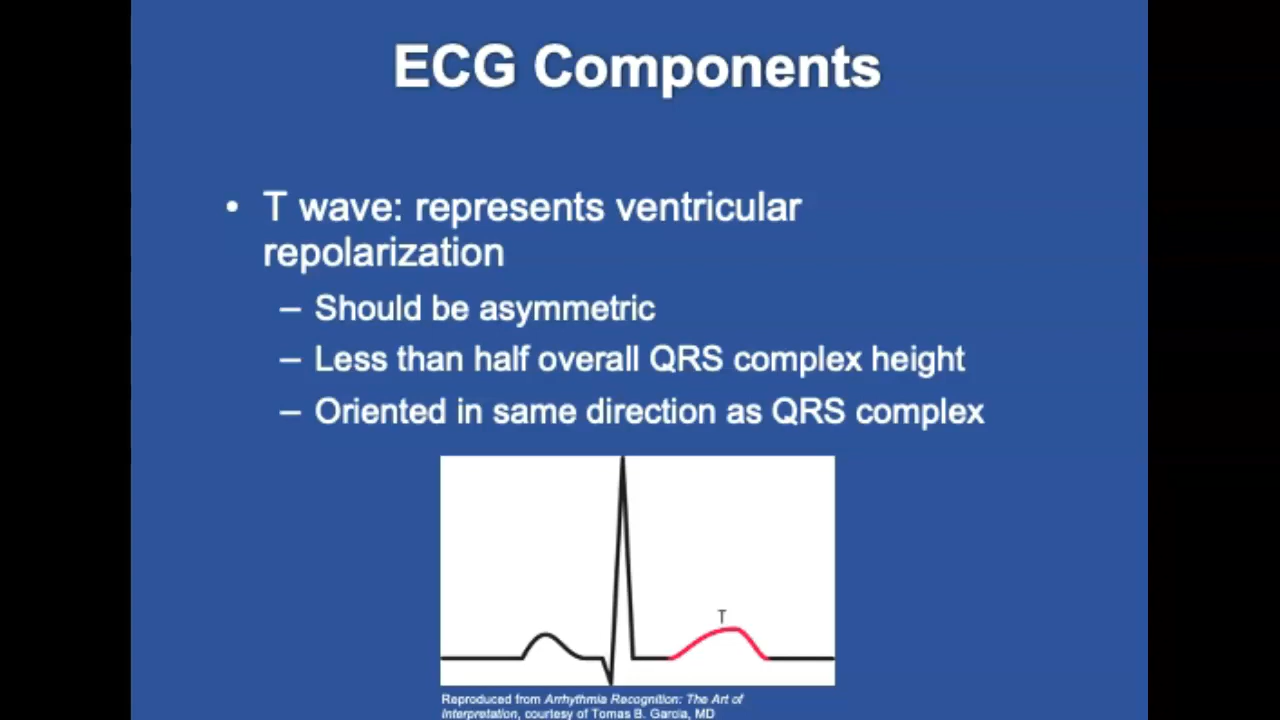 ECG Components
• T wave: represents ventricular
repolarization
– Should be asymmetric
– Less than half overall QRS complex height
– Oriented in same direction as QRS complex
T
Reproduced from Arrhythmia Recognition: The Art of
Interpretation, courtesy of Tomas B. Garcia, MD